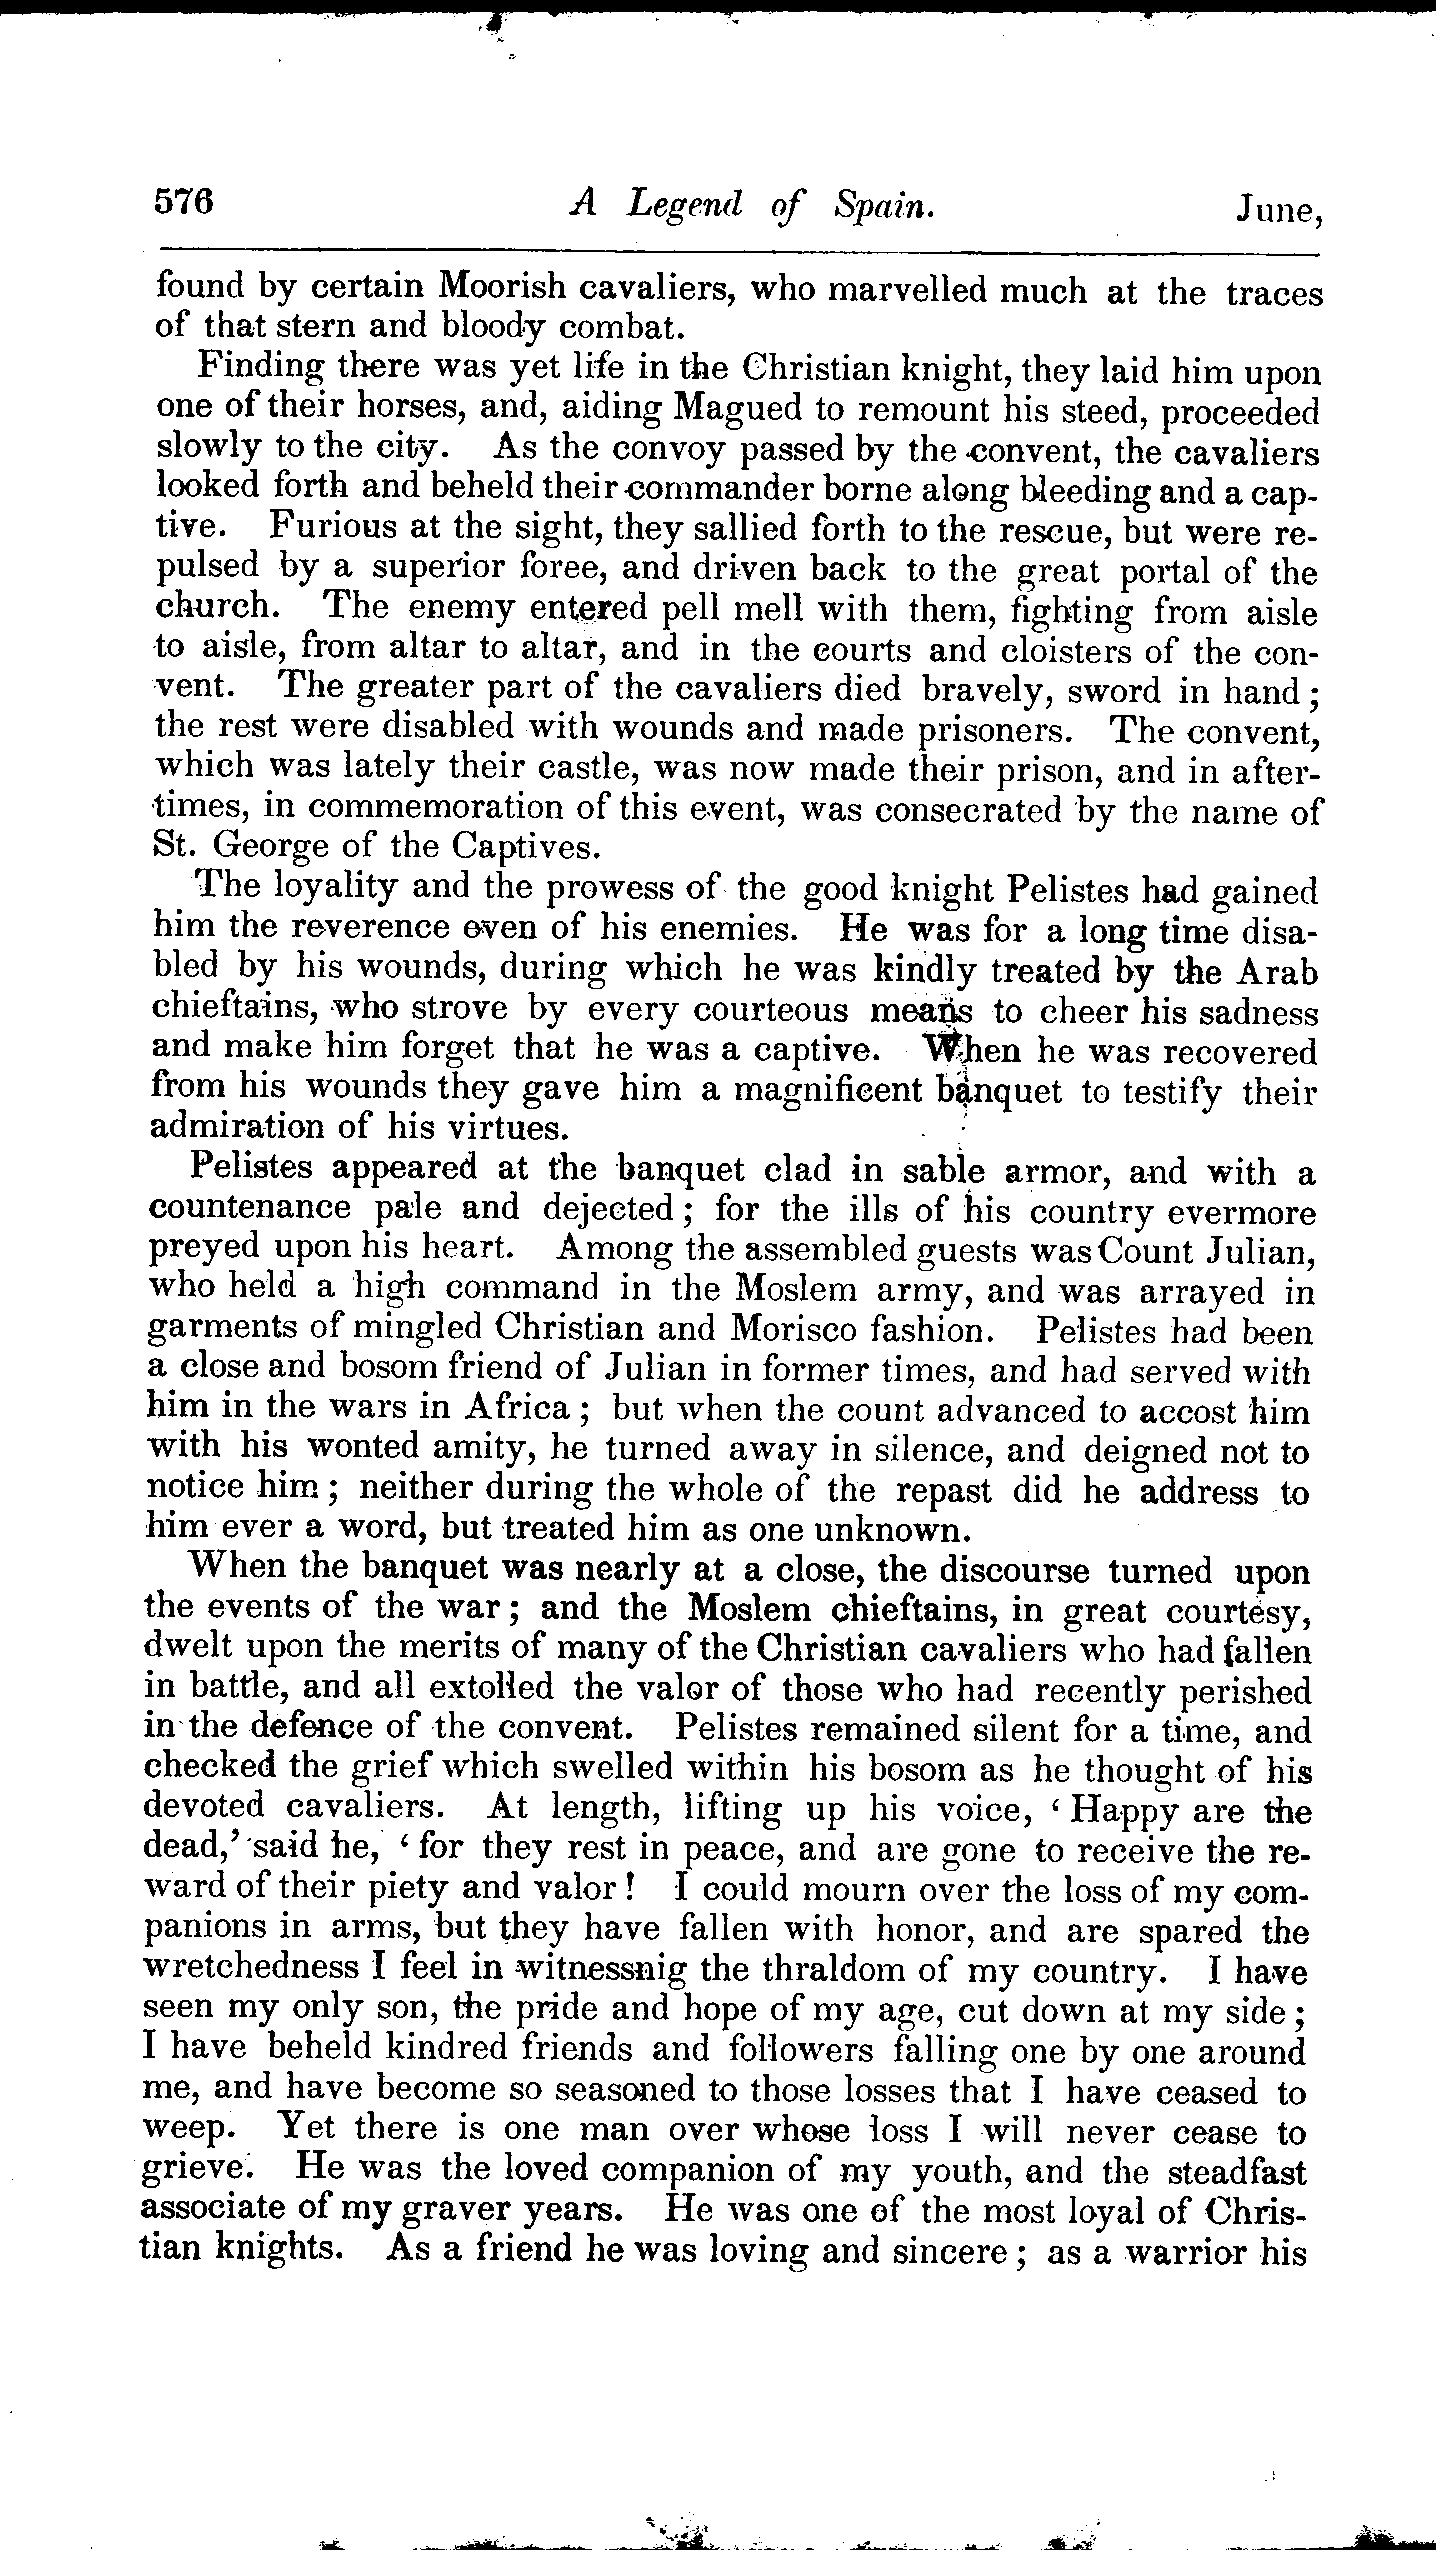 576 A Legend of Spain. June,
found by certain Moorish cavaliers, who marvelled much at the traces
of that stern and bloody combat.
Finding there was yet life in the Christian knight, they laid him upon
one of their horses, and, aiding Magued to remount his steed, proceeded
slowly to the city. As the convoy passed by the convent, the cavaliers
looked forth and beheld their commander borne along bleeding and a cap-
tive. Furious at the sight, they sallied forth to the rescue, but were re-
pulsed by a superior force, and driven back to the great portal of the
church. The enemy entered pell mell with them, fighting from aisle
to aisle, from altar to altar, and in the courts and cloisters of the con-
vent. The greater part of the cavaliers died bravely, sword in hand;
the rest were disabled with wounds and made prisoners. The convent,
which was lately their castle, was now made their prison, and in after-
times, in commemoration of this event, was consecrated by the name of
St. George of the Captives.
The loyality and the prowess of the good knight Pelistes had gained
him the reverence even of his enemies. He was for a long time disa-
bled by his wounds, during which he was kindly treated by the Arab
chieftains, who strove by every courteous means to cheer his sadness
and make him forget that he was a captive. When he was recovered
from his wounds they gave him a magnificent banquet to testify their
admiration of his virtues.
Pelistes appeared at the banquet clad in sable armor, and with a
countenance pale and dejected; for the ills of his country evermore
preyed upon his heart. Among the assembled guests was Count Julian,
who held a high command in the Moslem army, and was arrayed in
garments of mingled Christian and Morisco fashion. Pelistes had been
a close and bosom friend of Julian in former times, and had served with
him in the wars in Africa; but when the count advanced to accost him
with his wonted amity, he turned away in silence, and deigned not to
notice him; neither during the whole of the repast did he address to
him ever a word, but treated him as one unknown.
When the banquet was nearly at a close, the discourse turned upon
the events of the war; and the Moslem chieftains, in great courtesy,
dwelt upon the merits of many of the Christian cavaliers who had fallen
in battle, and all extolled the valor of those who had recently perished
in the defence of the convent. Pelistes remained silent for a time, and
checked the grief which swelled within his bosom as he thought of his
devoted cavaliers. At length, lifting up his voice, ‘Happy are the
dead,’ said he, ‘for they rest in peace, and are gone to receive the re-
ward of their piety and valor! I could mourn over the loss of my com-
panions in arms, but they have fallen with honor, and are spared the
wretchedness I feel in witnessnig the thraldom of my country. I have
seen my only son, the pride and hope of my age, cut down at my side;
I have beheld kindred friends and followers falling one by one around
me, and have become so seasoned to those losses that I have ceased to
weep. Yet there is one man over whose loss I will never cease to
grieve. He was the loved companion of my youth, and the steadfast
associate of my graver years. He was one of the most loyal of Chris-
tian knights. As a friend he was loving and sincere; as a warrior his